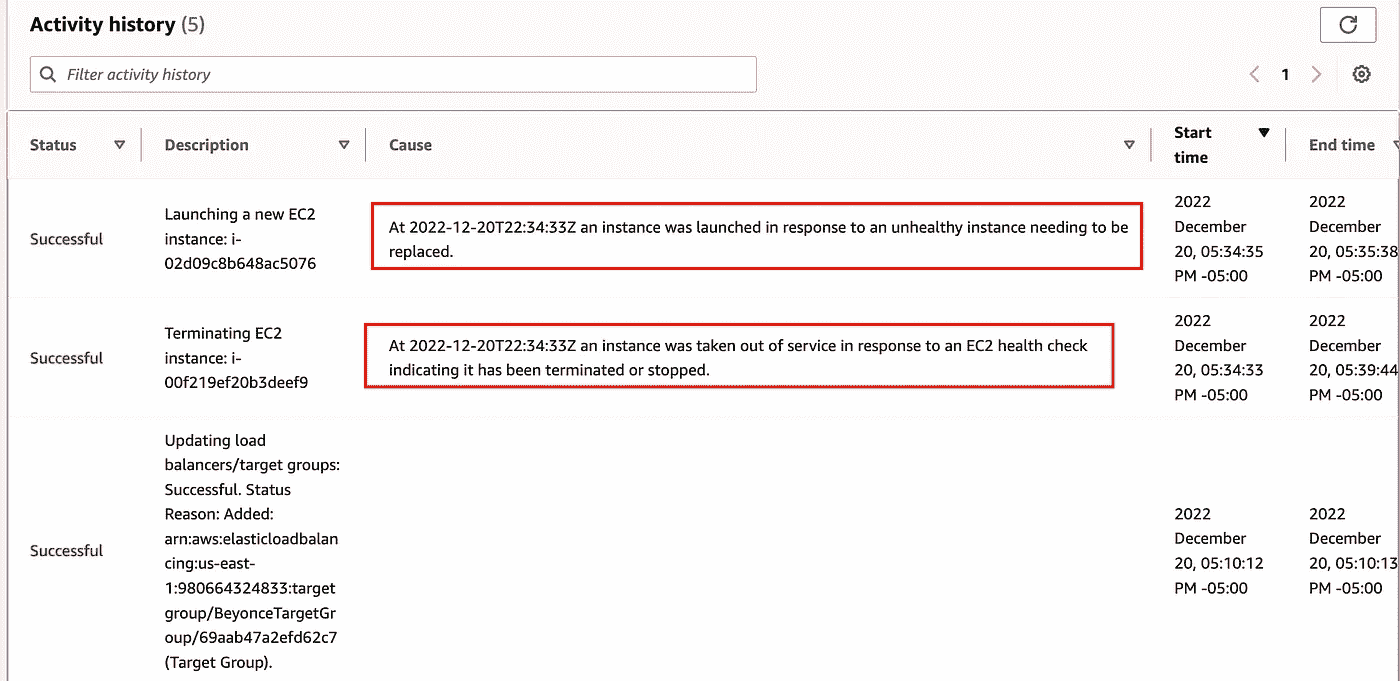 Activity history (5)
Filter activity history
1
Status
Description
Cause
Start
time
End time
Successful
Launching a new EC2
instance: i-
02d09c8b648ac5076
At 2022-12-20T22:34:33Z an instance was launched in response to an unhealthy instance needing to be
replaced.
2022
December
20, 05:34:35
PM -05:00
2022
December
20, 05:35:38
PM -05:00
Successful
Terminating EC2
instance: i-
00f219ef20b3deef9
At 2022-12-20T22:34:33Z an instance was taken out of service in response to an EC2 health check
indicating it has been terminated or stopped.
2022
December
20, 05:34:33
PM -05:00
2022
December
20, 05:39:44
PM -05:00
Successful
Updating load
balancers/target groups:
Successful. Status
Reason: Added:
arn:aws:elasticloadbalan
cing:us-east-
1:980664324833:target
group/BeyonceTargetGr
oup/69aab47a2efd62c7
(Target Group).
2022
December
20, 05:10:12
PM -05:00
2022
December
20, 05:10:13
PM -05:00